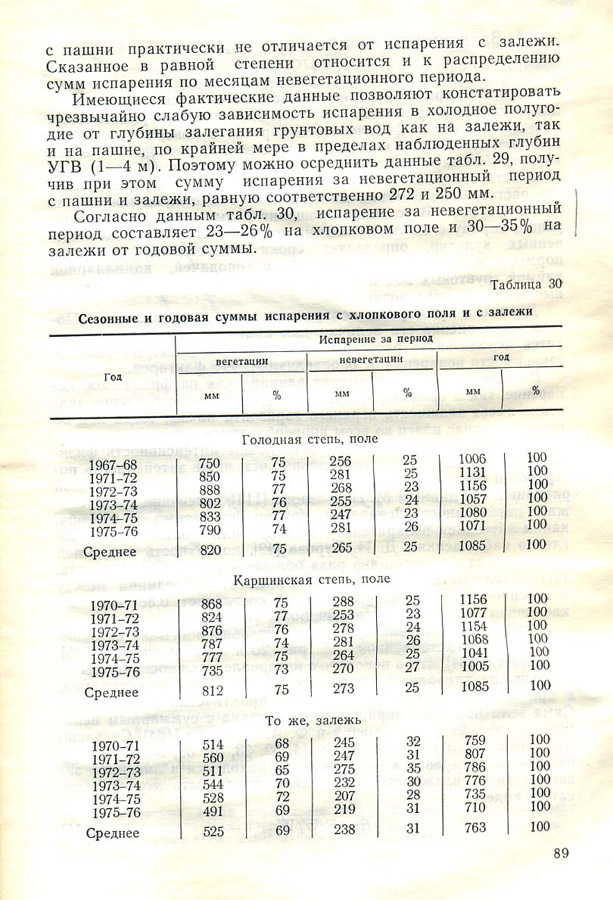 с пашни практически не отличается от испарения с залежи.
Сказанное в равной степени относится и к распределению
сумм испарения по месяцам невегетационного периода.
Имеющиеся фактические данные позволяют констатировать
чрезвычайно слабую зависимость испарения в холодное полуго-
дие от глубины залегания грунтовых вод как на залежи, так
и на пашне, по крайней мере в пределах наблюденных глубин
УГВ (1—4 м). Поэтому можно осреднить данные табл. 29, полу-
чив при этом сумму испарения за невегетационный период
с пашни и залежи, равную соответственно 272 и 250 мм.
Согласно данным табл. 30, испарение за невегетационный
период составляет 23—26% на хлопковом поле и 30—35% на
залежи от годовой суммы.
Таблица 30
Сезонные и годовая суммы испарения с хлопкового поля и с залежи
Год
Испарение за период
вегетации невегетации год
мм % мм % мм %
Голодная степь, поле
1967–68 750 75 256 25 1006 100
1971–72 850 75 281 25 1131 100
1972–73 888 77 268 23 1156 100
1973–74 802 76 255 24 1057 100
1974–75 833 77 247 23 1080 100
1975–76 790 74 281 26 1071 100
Среднее 820 75 265 25 1085 100
Каршинская степь, поле
1970–71 868 75 288 25 1156 100
1971–72 824 77 253 23 1077 100
1972–73 876 76 278 24 1154 100
1973–74 787 74 281 26 1068 100
1974–75 777 75 264 25 1041 100
1975–76 735 73 270 27 1005 100
Среднее 812 75 273 25 1085 100
То же, залежь
1970–71 514 68 245 32 759 100
1971–72 560 69 247 31 807 100
1972–73 511 65 275 35 786 100
1973–74 544 70 232 30 776 100
1974–75 528 72 207 28 735 100
1975–76 491 69 219 31 710 100
Среднее 525 69 238 31 763 100
89